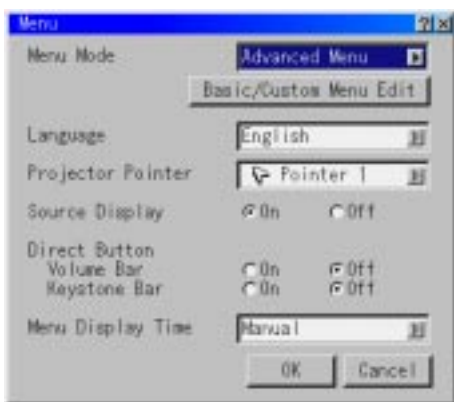 Menu ? x
Menu Mode Advanced Menu
Basic/Custom Menu Edit
Language English
Projector Pointer Pointer 1
Source Display On Off
Direct Button
Volume Bar On Off
Keystone Bar On Off
Menu Display Time Manual
OK Cancel